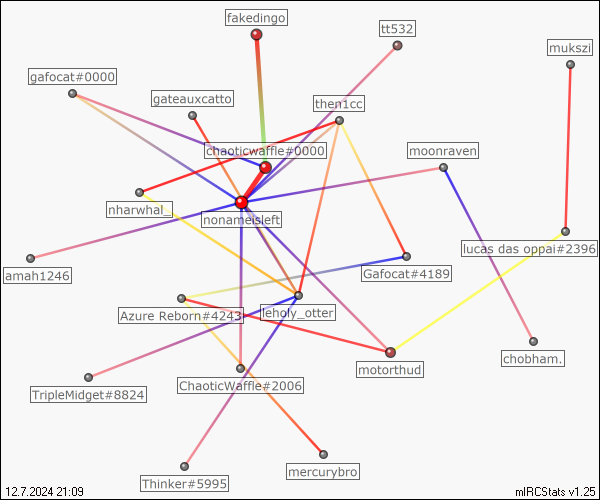 fakedingo
tt532
mukszi
gafocat#0000
gateauxcatto
then1cc
chaoticwaffle#0000
moonraven
nharwhal_
nonameisleft
lucas das oppai#2396
amah1246
Gafocat#4189
Azure Reborn#4243
leholy_otter
chobham.
motorthud
TripleMidget#8824
ChaoticWaffle#2006
mercurybro
Thinker#5995
12.7.2024 21:09
mIRCStats v1.25